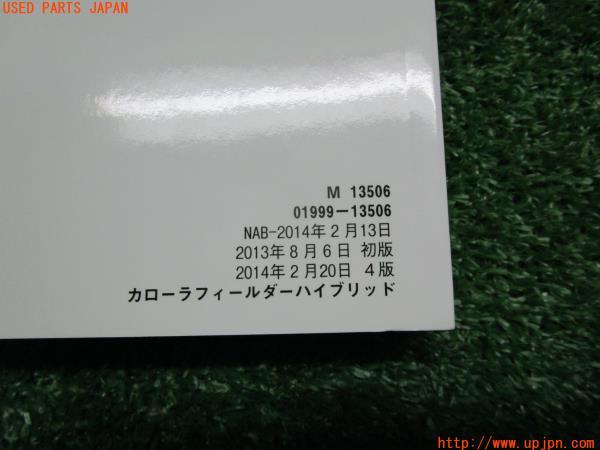 USED PARTS JAPAN
M 13506
01999-13506
NAB-2014年2月13日
2013年8月6日 初版
2014年2月20日 4版
カローラフィールダーハイブリッド
http://www.upjpn.com/